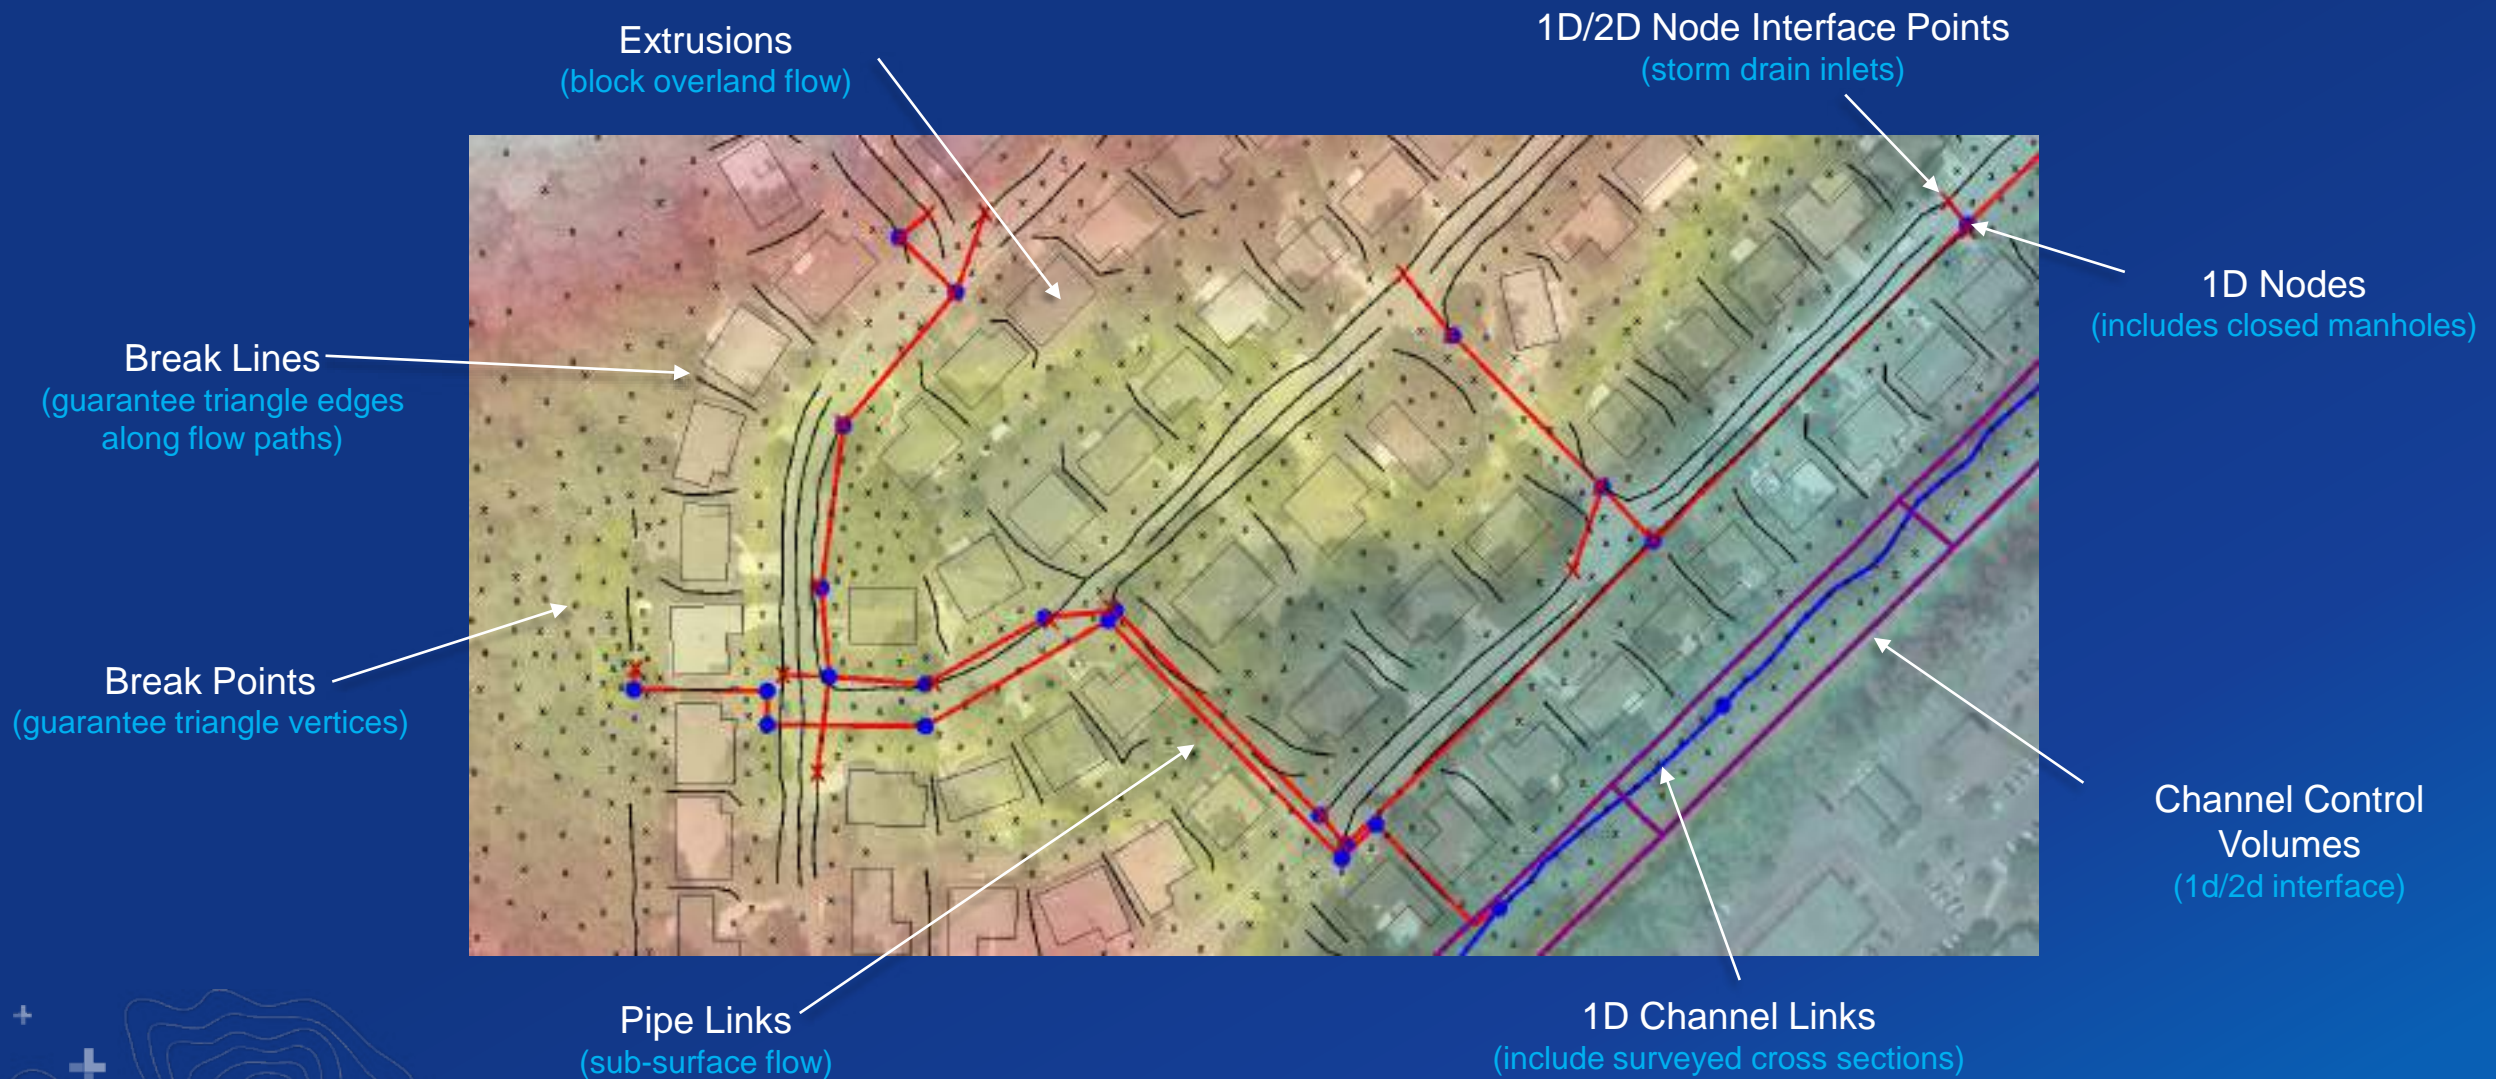 Extrusions
(block overland flow)
1D/2D Node Interface Points
(storm drain inlets)
1D Nodes
(includes closed manholes)
Break Lines
(guarantee triangle edges
along flow paths)
Break Points
(guarantee triangle vertices)
Channel Control
Volumes
(1d/2d interface)
Pipe Links
(sub-surface flow)
1D Channel Links
(include surveyed cross sections)